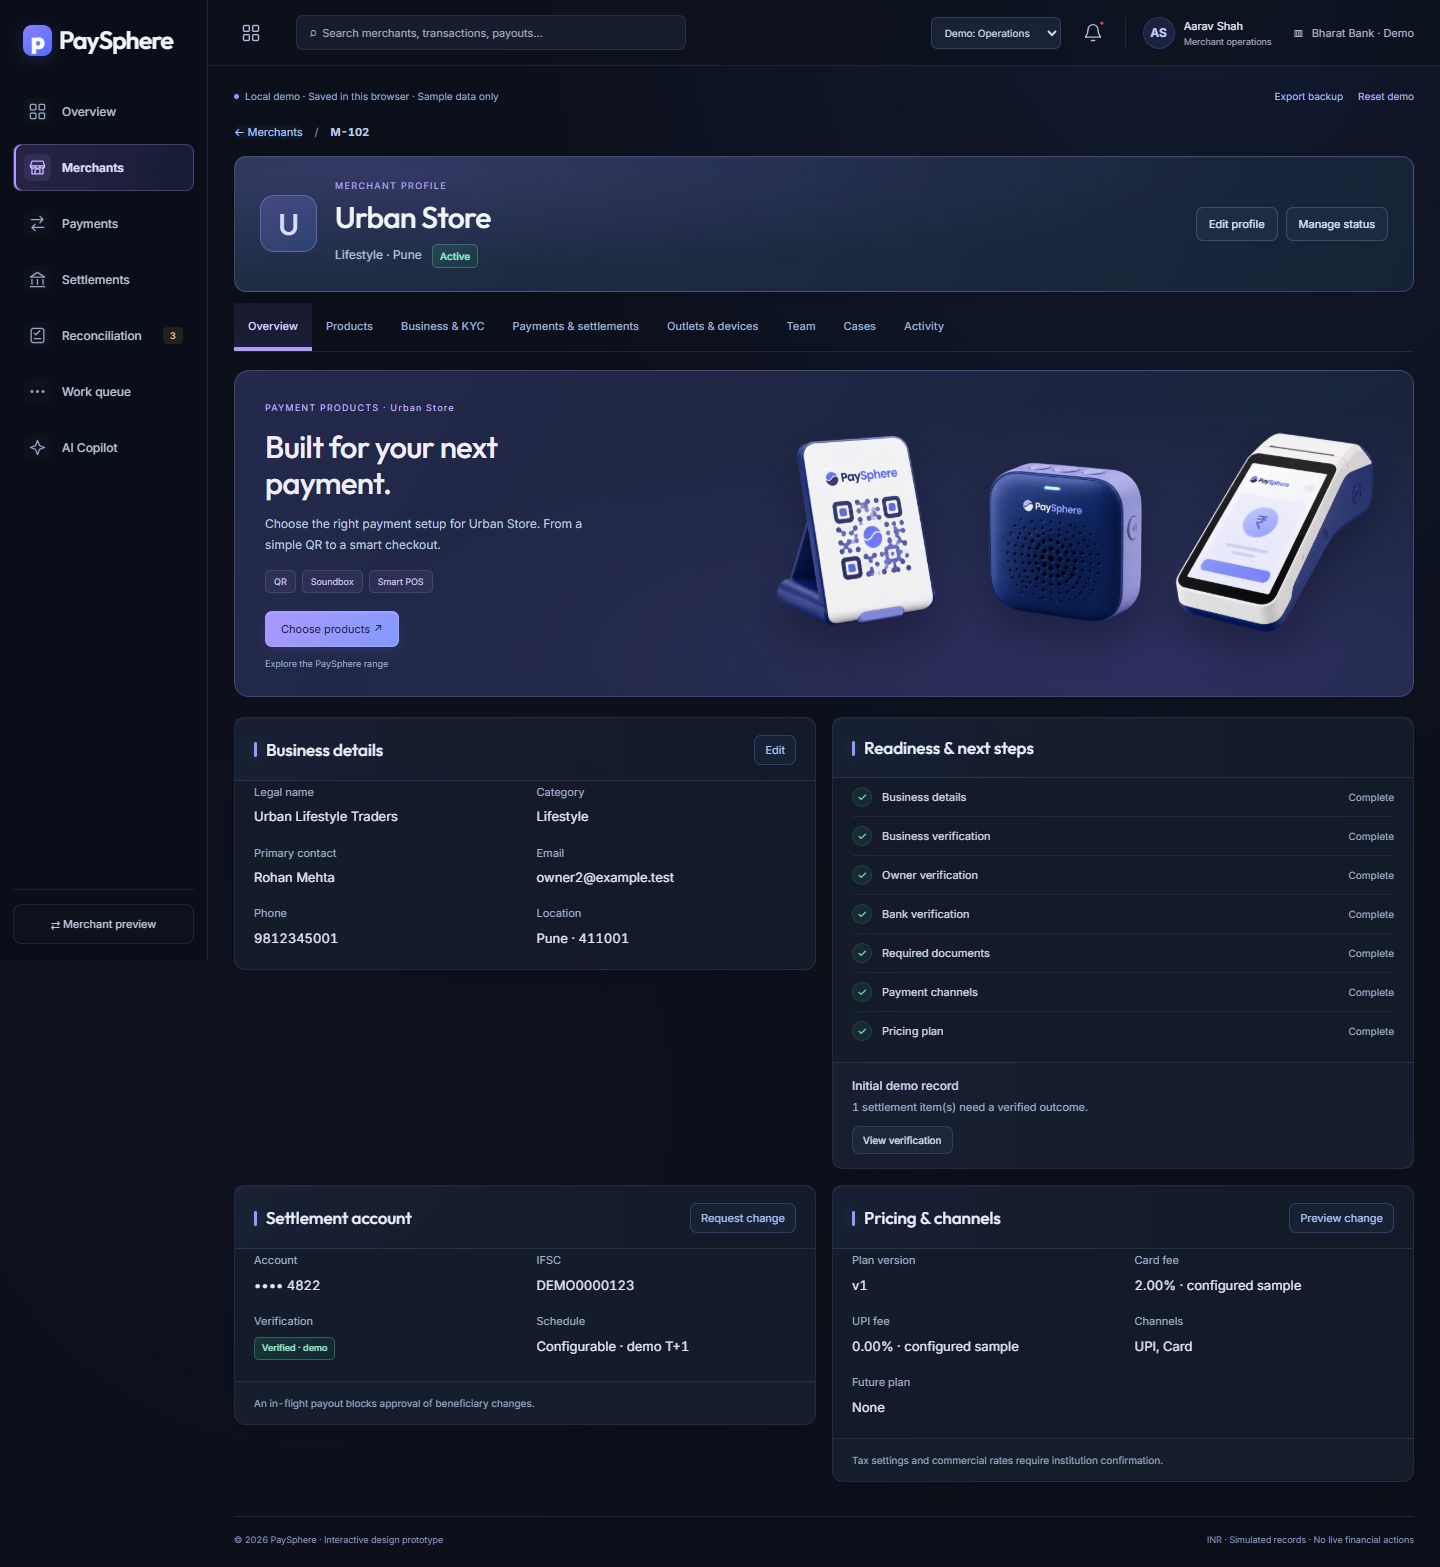 PaySphere
Search merchants, transactions, payouts...
Demo: Operations
AS
Aarav Shah
Merchant operations
Bharat Bank · Demo
Overview
Merchants
Payments
Settlements
Reconciliation 3
Work queue
AI Copilot
⇄ Merchant preview
Local demo · Saved in this browser · Sample data only
Export backup Reset demo
← Merchants / M-102
U
MERCHANT PROFILE
Urban Store
Lifestyle · Pune Active
Edit profile Manage status
Overview Products Business & KYC Payments & settlements Outlets & devices Team Cases Activity
PAYMENT PRODUCTS · Urban Store
Built for your next
payment.
Choose the right payment setup for Urban Store. From a
simple QR to a smart checkout.
QR Soundbox Smart POS
Choose products ↗
Explore the PaySphere range
PaySphere
PaySphere
PaySphere
₹
Business details
Edit
Legal name Category
Urban Lifestyle Traders Lifestyle
Primary contact Email
Rohan Mehta owner2@example.test
Phone Location
9812345001 Pune · 411001
Readiness & next steps
Business details Complete
Business verification Complete
Owner verification Complete
Bank verification Complete
Required documents Complete
Payment channels Complete
Pricing plan Complete
Initial demo record
1 settlement item(s) need a verified outcome.
View verification
Settlement account
Request change
Account IFSC
•••• 4822 DEMO0000123
Verification Schedule
Verified · demo Configurable · demo T+1
An in-flight payout blocks approval of beneficiary changes.
Pricing & channels
Preview change
Plan version Card fee
v1 2.00% · configured sample
UPI fee Channels
0.00% · configured sample UPI, Card
Future plan
None
Tax settings and commercial rates require institution confirmation.
© 2026 PaySphere · Interactive design prototype
INR · Simulated records · No live financial actions